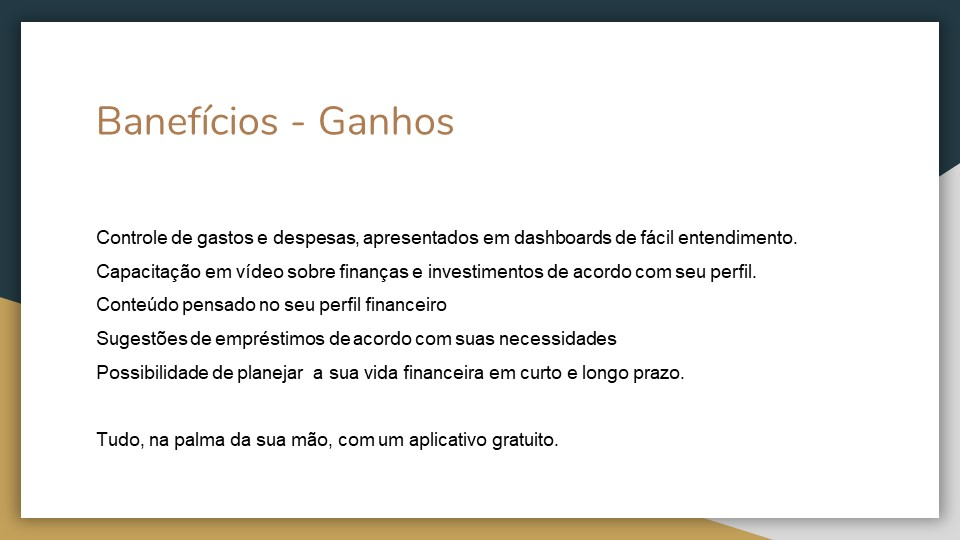 Banefícios - Ganhos
Controle de gastos e despesas, apresentados em dashboards de fácil entendimento.
Capacitação em vídeo sobre finanças e investimentos de acordo com seu perfil.
Conteúdo pensado no seu perfil financeiro
Sugestões de empréstimos de acordo com suas necessidades
Possibilidade de planejar a sua vida financeira em curto e longo prazo.
Tudo, na palma da sua mão, com um aplicativo gratuito.